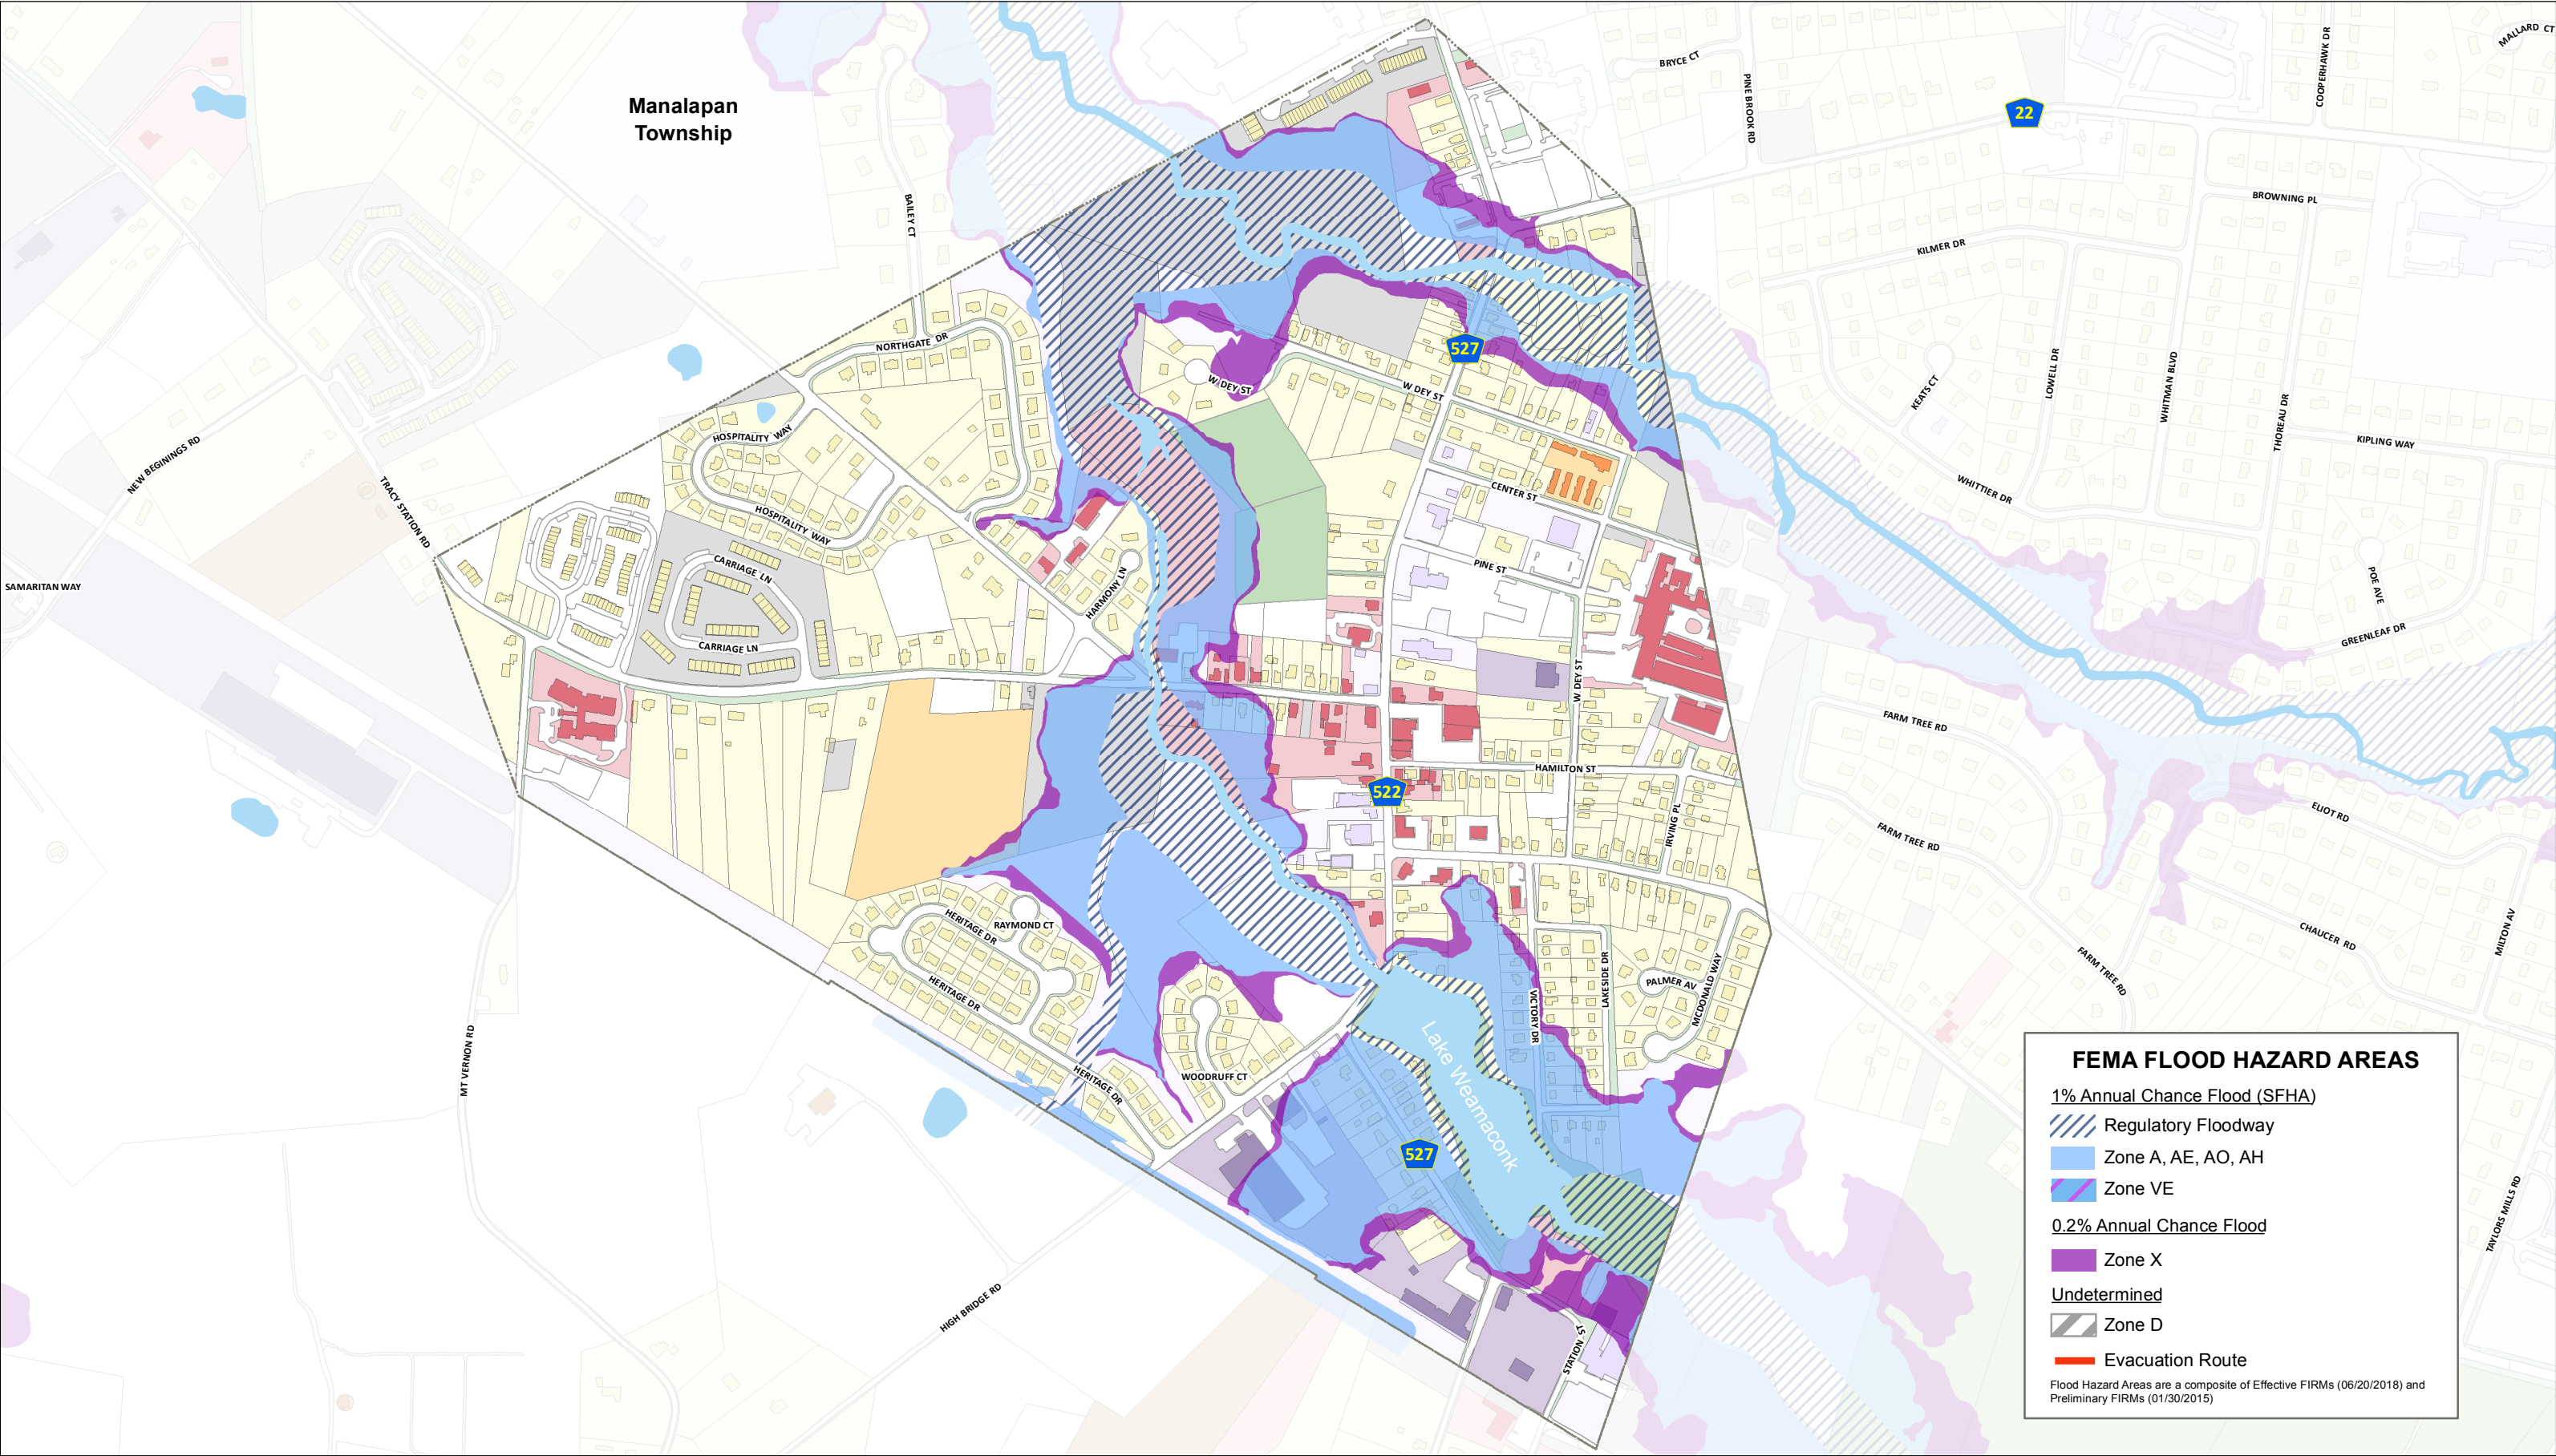 MALLARD CT
COOPERHAWK DR
BRYCE CT
PINE BROOK RD
Manalapan
Township
22
BROWNING PL
BAILEY CT
KILMER DR
NORTHGATE DR
527
W DEY ST
W DEY ST
KEATS CT
LOWELL DR
WHITMAN BLVD
THOREAU DR
KIPLING WAY
HOSPITALITY WAY
NEW BEGININGS RD
TRACY STATION RD
CENTER ST
WHITTIER DR
HOSPITALITY WAY
CARRIAGE LN
PINE ST
HARMONY LN
POE AVE
SAMARITAN WAY
GREENLEAF DR
CARRIAGE LN
W DEY ST
FARM TREE RD
HAMILTON ST
522
IRVING PL
ELIOT RD
FARM TREE RD
HERITAGE DR
RAYMOND CT
CHAUCER RD
MILTON AV
FARM TREE RD
LAKESIDE DR
PALMER AV
MCDONALD WAY
HERITAGE DR
VICTORY DR
MT VERNON RD
Lake Weamaconk
WOODRUFF CT
HERITAGE DR
527
TAYLORS MILLS RD
HIGH BRIDGE RD
STATION ST
FEMA FLOOD HAZARD AREAS
1% Annual Chance Flood (SFHA)
Regulatory Floodway
Zone A, AE, AO, AH
Zone VE
0.2% Annual Chance Flood
Zone X
Undetermined
Zone D
Evacuation Route
Flood Hazard Areas are a composite of Effective FIRMs (06/20/2018) and
Preliminary FIRMs (01/30/2015)